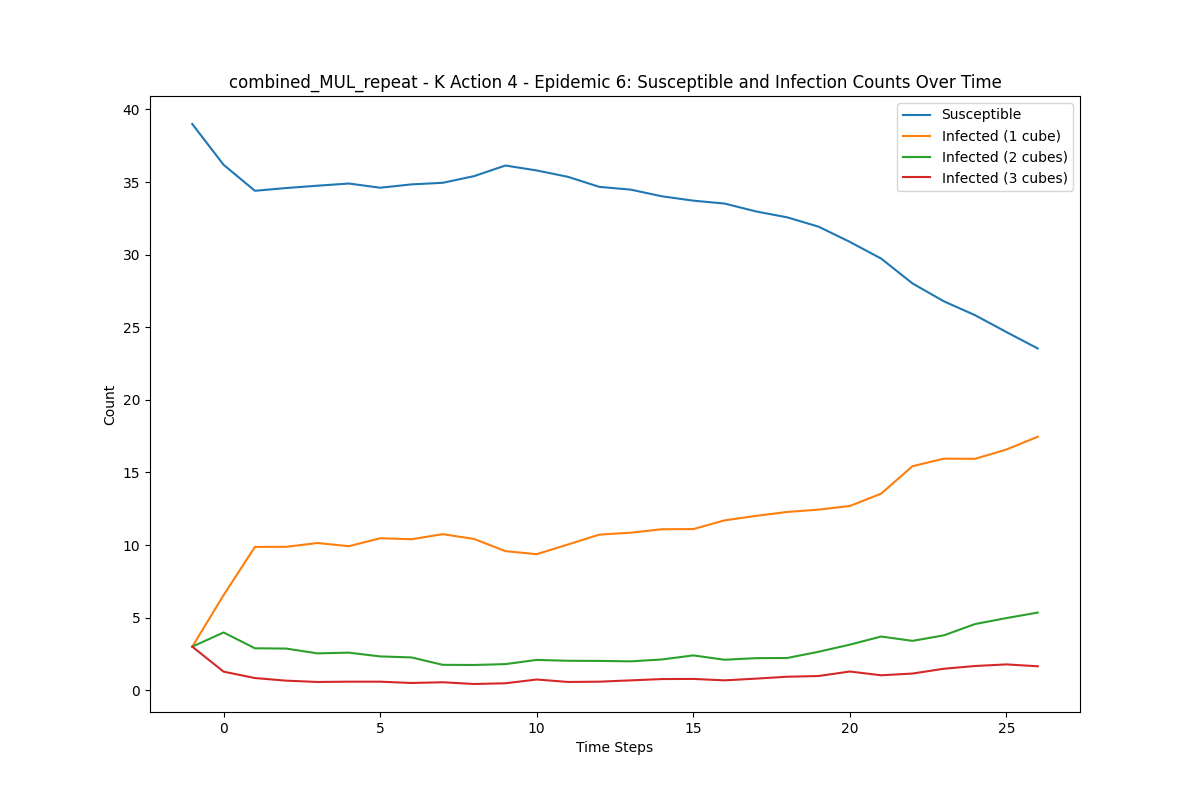 combined_MUL_repeat - K Action 4 - Epidemic 6: Susceptible and Infection Counts Over Time
Susceptible
Infected (1 cube)
Infected (2 cubes)
Infected (3 cubes)
40
35
30
25
20
15
10
5
0
Count
0 5 10 15 20 25
Time Steps